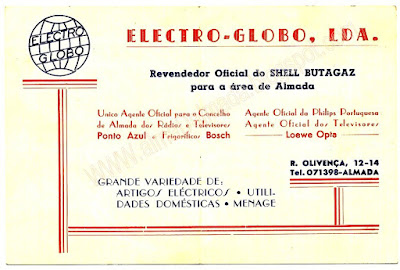 ELECTRO
GLOBO
ELECTRO-GLOBO, LDA.
Revendedor Oficial do SHELL BUTAGAZ
para a área de Almada
Unico Agente Oficial para o Concelho
de Almada dos Rádios e Televisores
Ponto Azul e Frigoríficos Bosch
Agente Oficial da Philips Portuguesa
Agente Oficial dos Televisores
Loewe Opta
R. OLIVENÇA, 12-14
Tel. 071398-ALMADA
GRANDE VARIEDADE DE:
ARTIGOS ELÉCTRICOS • UTILI-
DADES DOMÉSTICAS • MENAGE